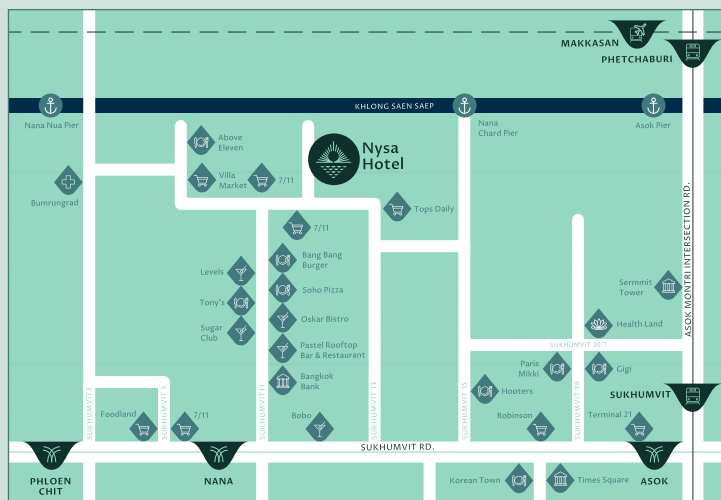 MAKKASAN
PHETCHABURI
KHLONG SAEN SAEP
Nana Nua Pier
Nana
Chard Pier
Asok Pier
Above
Eleven
Nysa
Hotel
Villa
Market
7/11
Bumrungrad
Tops Daily
7/11
ASOK MONTRI INTERSECTION RD.
Bang Bang
Burger
Levels
Soho Pizza
Sermmit
Tower
Tony's
Oskar Bistro
Sugar
Club
Health Land
Pastel Rooftop
Bar & Restaurant
SUKHUMVIT 20/1
Paris
Mikki
Gigi
Bangkok
Bank
Hooters
SUKHUMVIT
SUKHUMVIT 3
SUKHUMVIT 5
SUKHUMVIT 11
SUKHUMVIT 13
SUKHUMVIT 15
SUKHUMVIT 19
Foodland
7/11
Bobo
Robinson
Terminal 21
SUKHUMVIT RD.
PHLOEN
CHIT
NANA
Korean Town
Times Square
ASOK